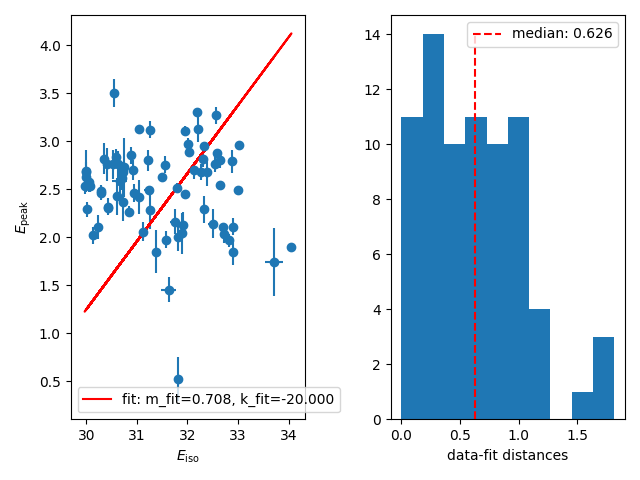 4.0
3.5
3.0
2.5
2.0
1.5
1.0
0.5
E_peak
fit: m_fit=0.708, k_fit=-20.000
30 31 32 33 34
E_iso
14
12
10
8
6
4
2
0
median: 0.626
0.0 0.5 1.0 1.5
data-fit distances